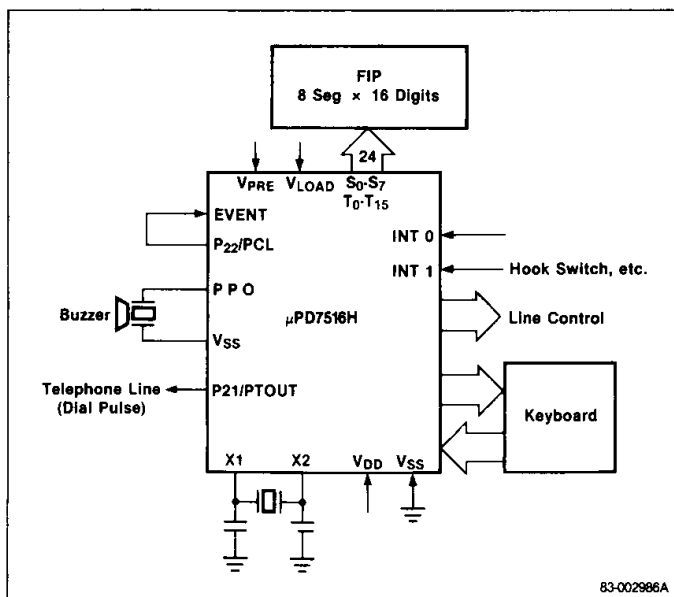 FIP
8 Seg × 16 Digits
24
VPRE
VLOAD
S0-S7
T0-T15
EVENT
P22/PCL
INT 0
INT 1
Hook Switch, etc.
PPO
Buzzer
μPD7516H
Line Control
VSS
Telephone Line
(Dial Pulse)
P21/PTOUT
Keyboard
X1
X2
VDD
VSS
83-002986A